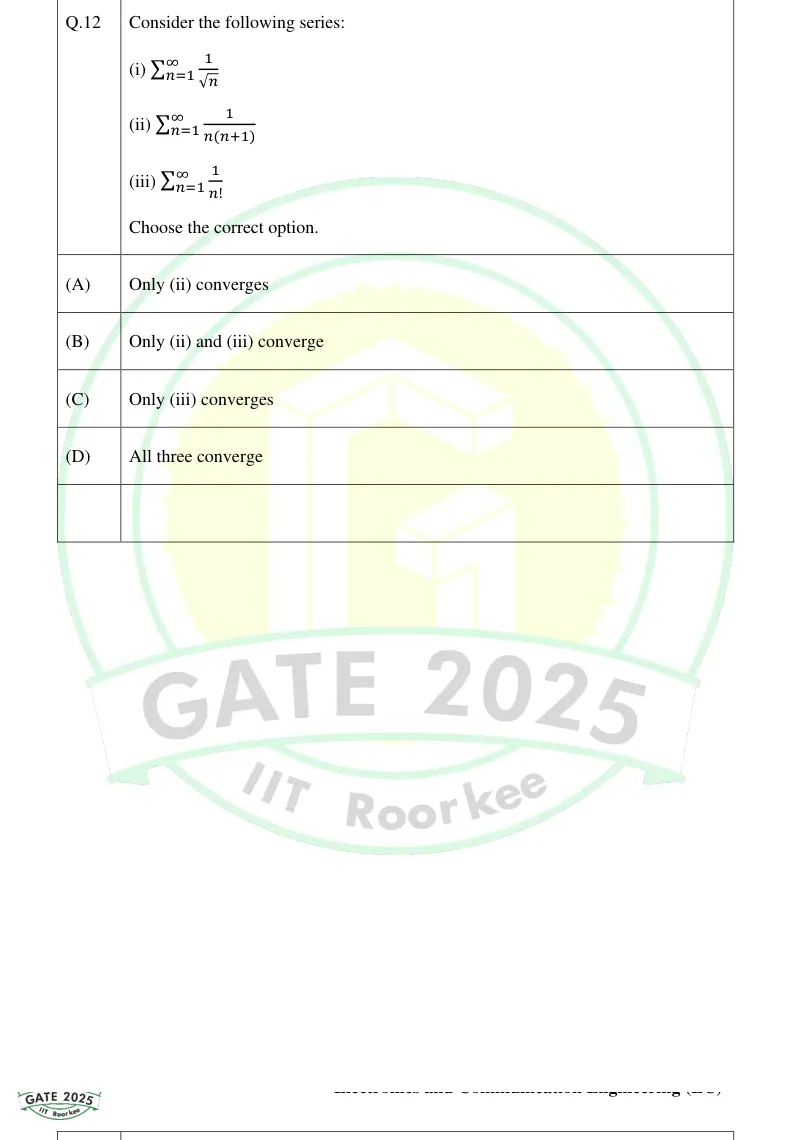 Q.12 Consider the following series:
(i) ∑_{n=1}^{∞} 1/√n
(ii) ∑_{n=1}^{∞} 1/(n(n+1))
(iii) ∑_{n=1}^{∞} 1/n!
Choose the correct option.
(A) Only (ii) converges
(B) Only (ii) and (iii) converge
(C) Only (iii) converges
(D) All three converge
GATE 2025
IIT Roorkee
GATE 2025
IIT Roorkee